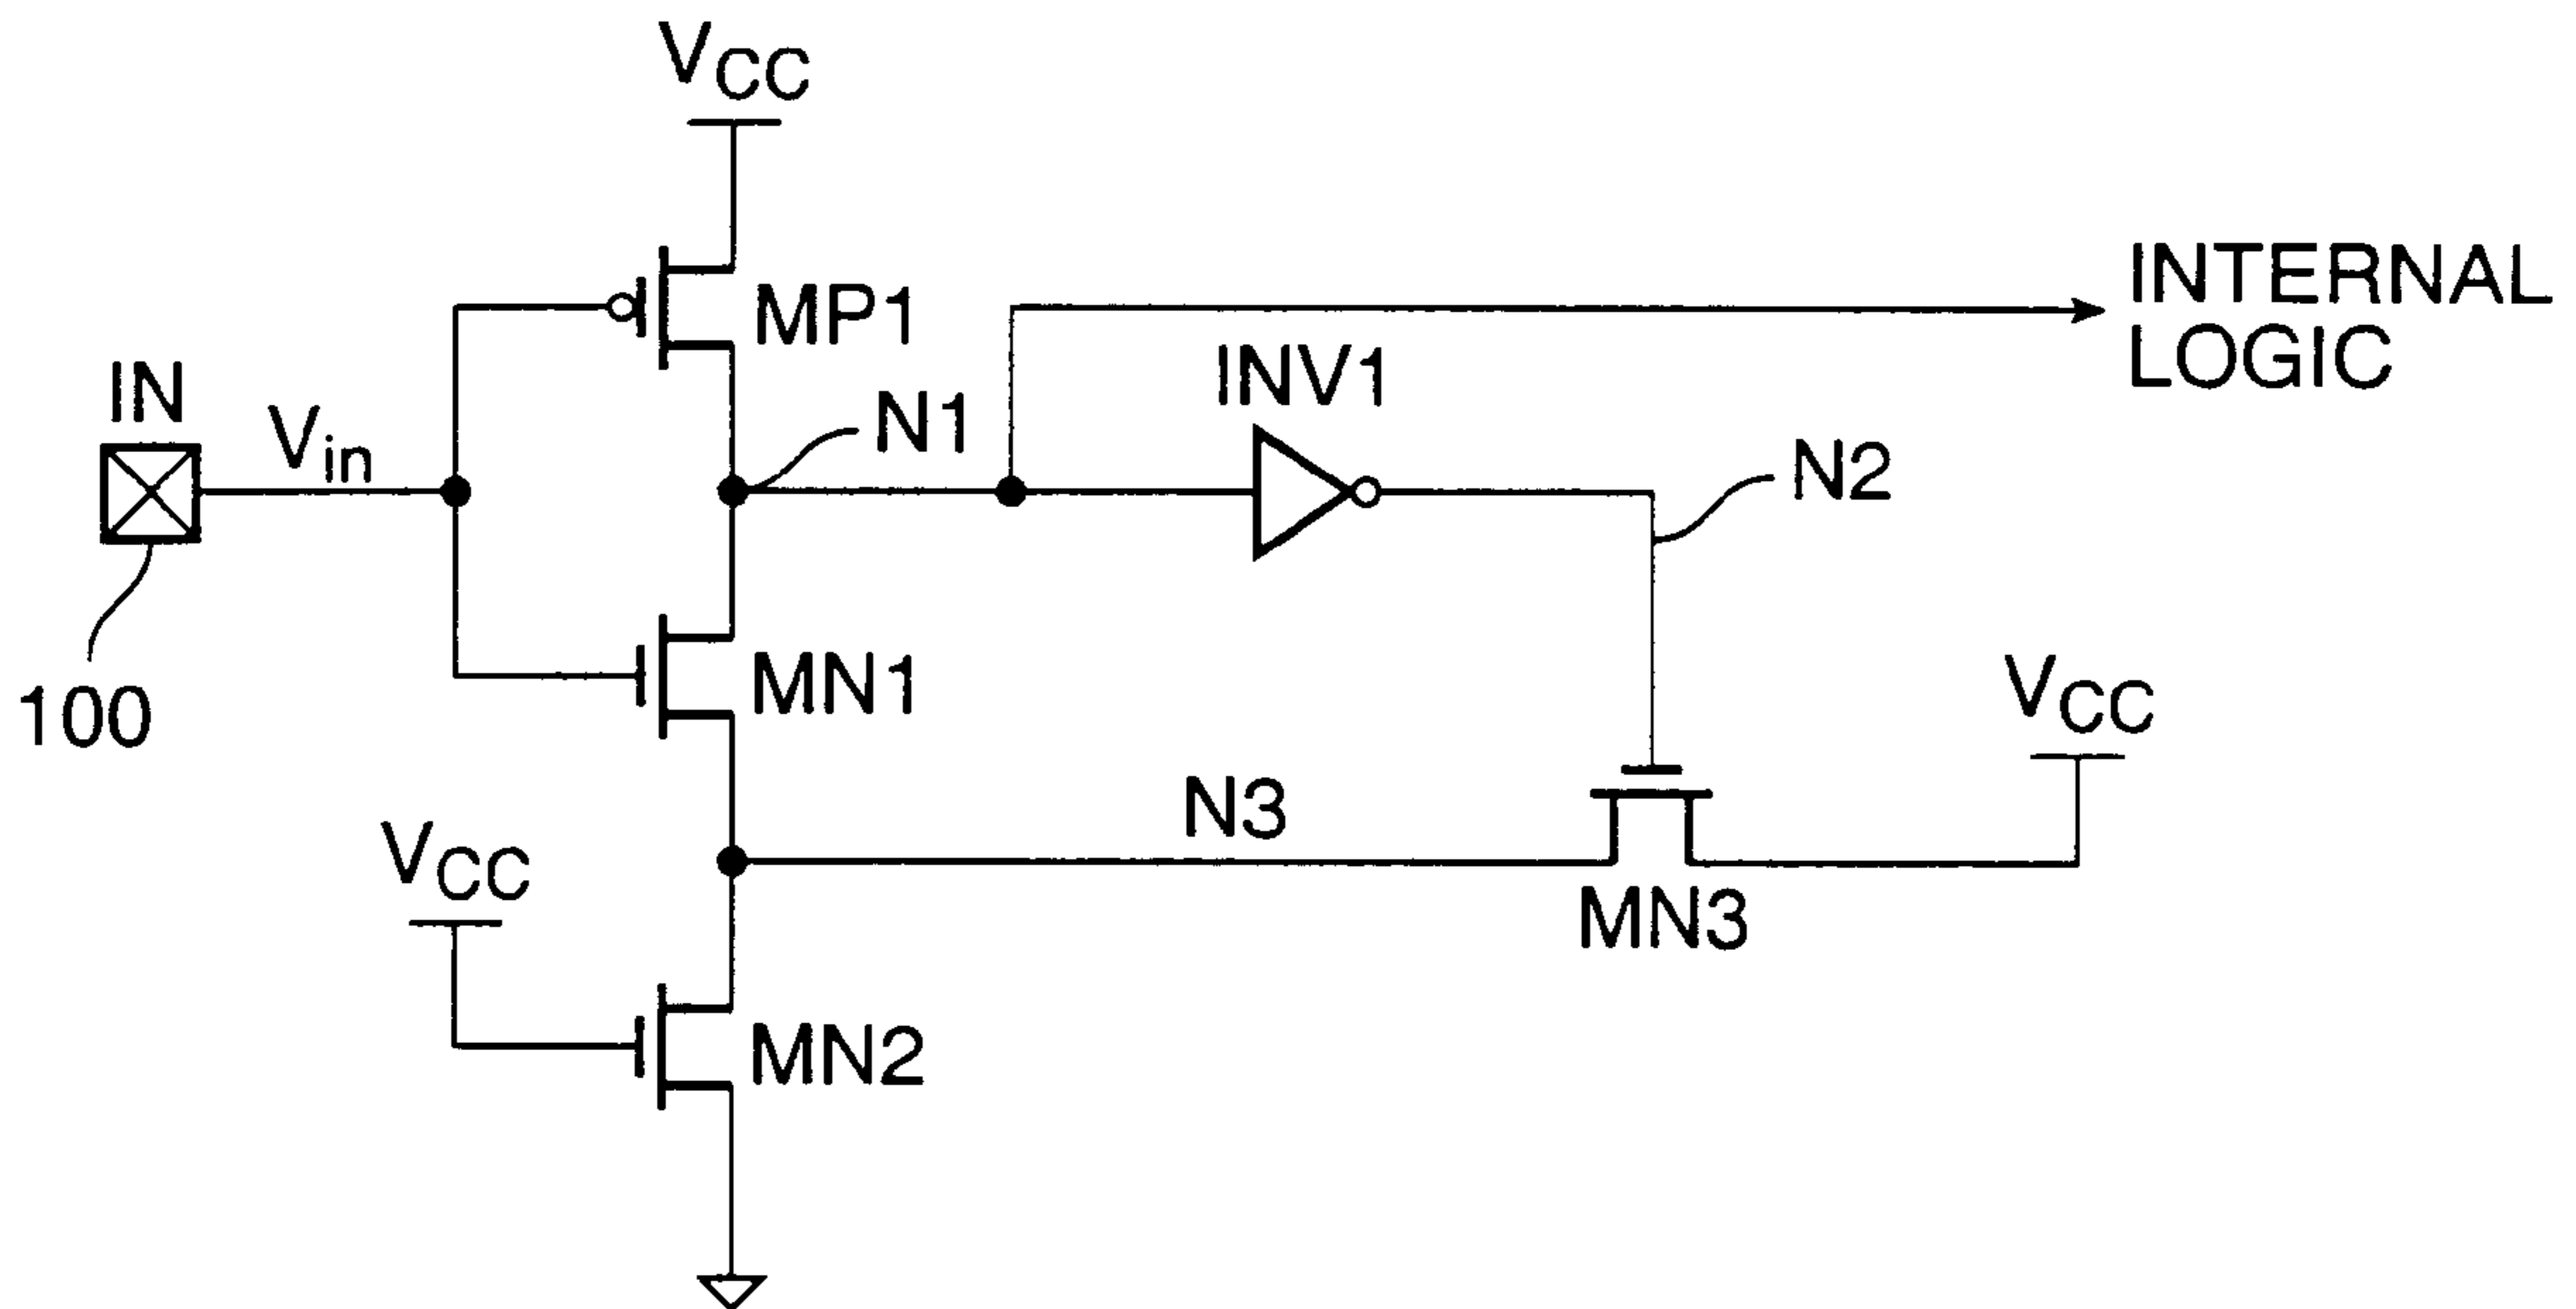 VCC
MP1
INTERNAL
LOGIC
IN
Vin
N1
INV1
N2
100
MN1
VCC
N3
VCC
MN3
MN2